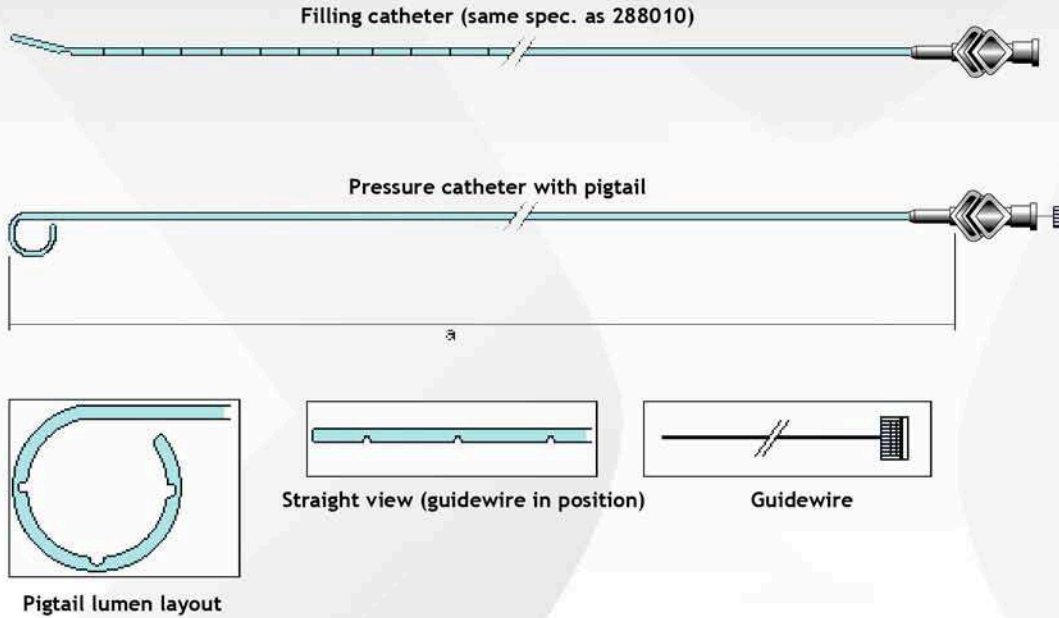 Filling catheter (same spec. as 288010)
Pressure catheter with pigtail
a
Straight view (guidewire in position)
Guidewire
Pigtail lumen layout